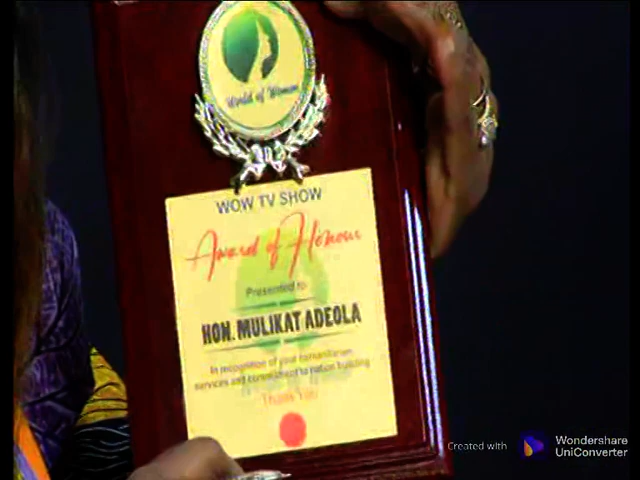 World of Women
WOW TV SHOW
Award of Honour
Presented to
HON. MULIKAT ADEOLA
In recognition of your humanitarian
services and commitment to nation building
Thank You
Created with
Wondershare
UniConverter